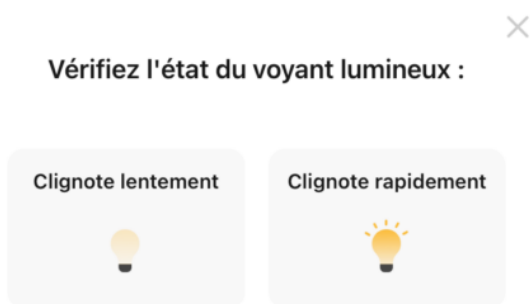 Vérifiez l'état du voyant lumineux :
Clignote lentement
Clignote rapidement